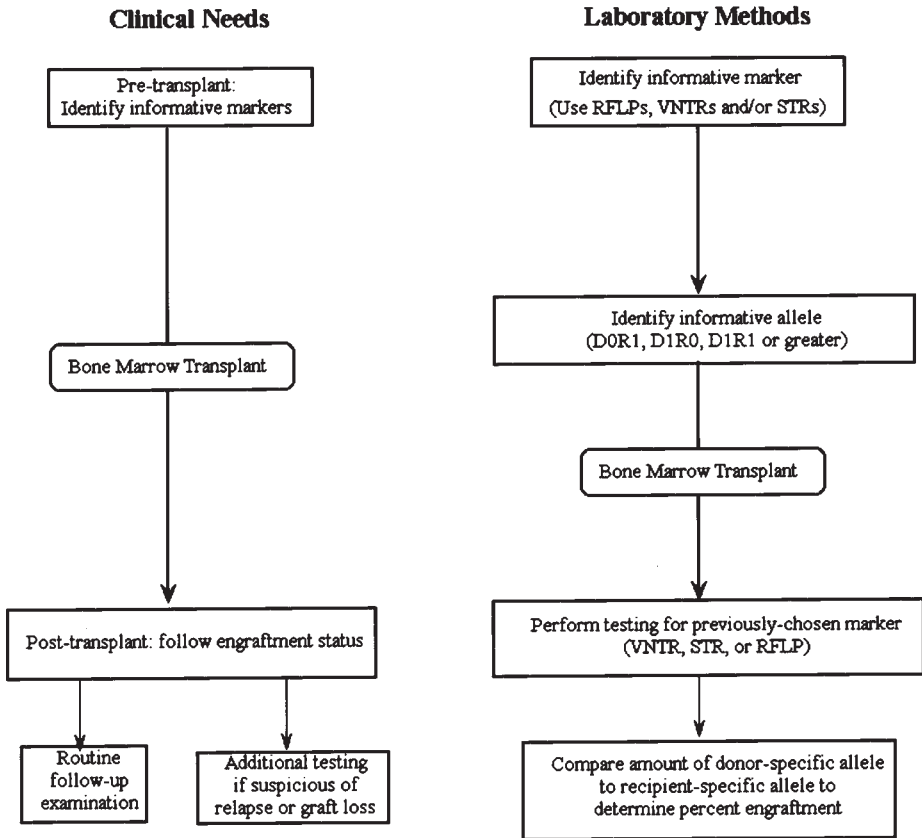 Clinical Needs
Pre-transplant:
Identify informative markers
Bone Marrow Transplant
Post-transplant: follow engraftment status
Routine
follow-up
examination
Additional testing
if suspicious of
relapse or graft loss
Laboratory Methods
Identify informative marker
(Use RFLPs, VNTRs and/or STRs)
Identify informative allele
(D0R1, D1R0, D1R1 or greater)
Bone Marrow Transplant
Perform testing for previously-chosen marker
(VNTR, STR, or RFLP)
Compare amount of donor-specific allele
to recipient-specific allele to
determine percent engraftment